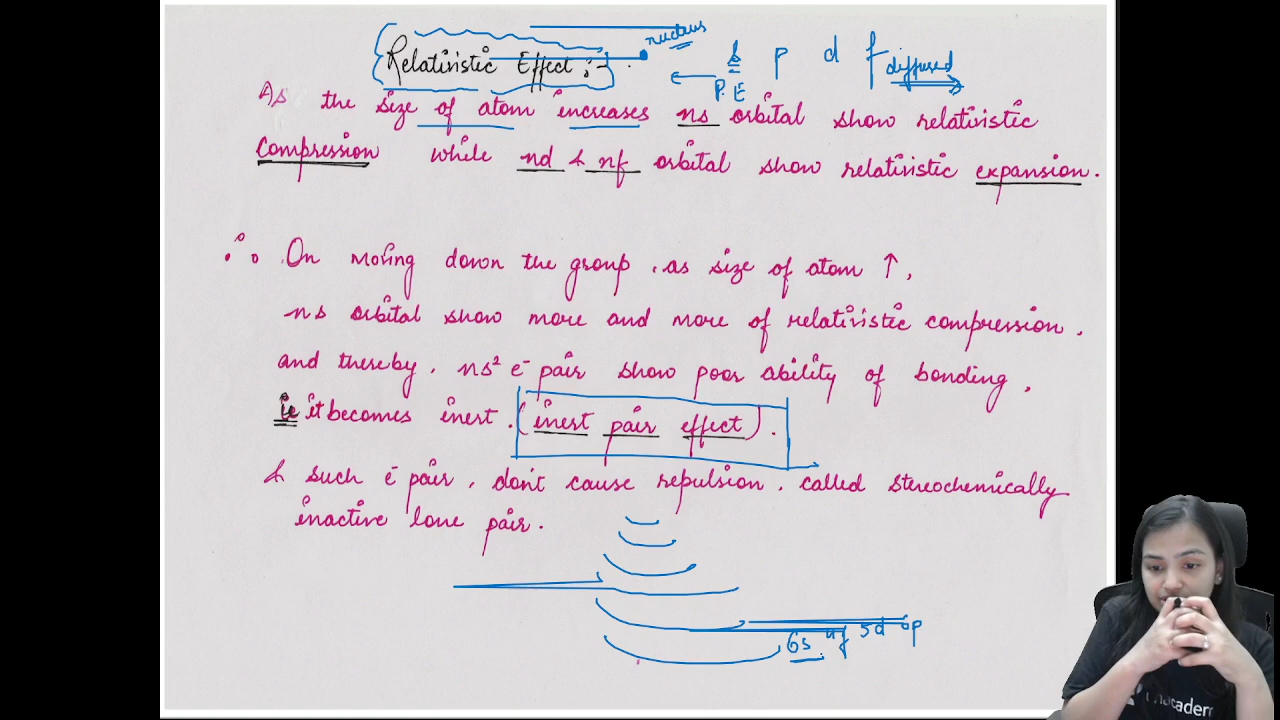 Relativistic Effect :-
nucleus
s p d f
diffused
P.E
As the size of atom increases ns orbital show relativistic
compression while nd & nf orbital show relativistic expansion.
∴ On moving down the group, as size of atom ↑,
ns orbital show more and more of relativistic compression,
and thereby, ns² e⁻ pair show poor ability of bonding,
ie it becomes inert. (inert pair effect).
& such e⁻ pair, don't cause repulsion, called stereochemically
inactive lone pair.
6s 4f 5d 6p